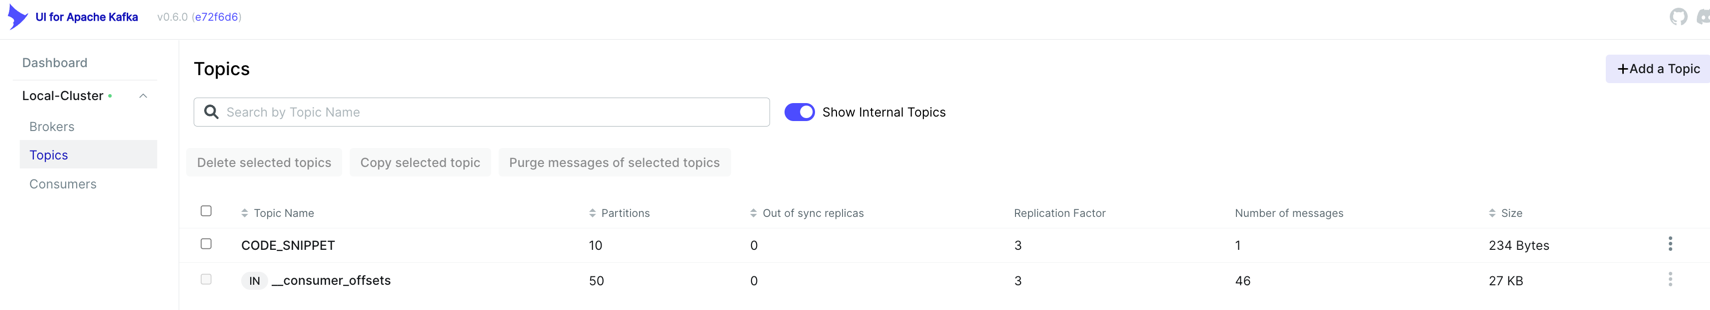 UI for Apache Kafka v0.6.0 (e72f6d6)
Dashboard
Local-Cluster
Brokers
Topics
Consumers
Topics
+Add a Topic
Search by Topic Name
Show Internal Topics
Delete selected topics Copy selected topic Purge messages of selected topics
Topic Name Partitions Out of sync replicas Replication Factor Number of messages Size
CODE_SNIPPET 10 0 3 1 234 Bytes
IN __consumer_offsets 50 0 3 46 27 KB